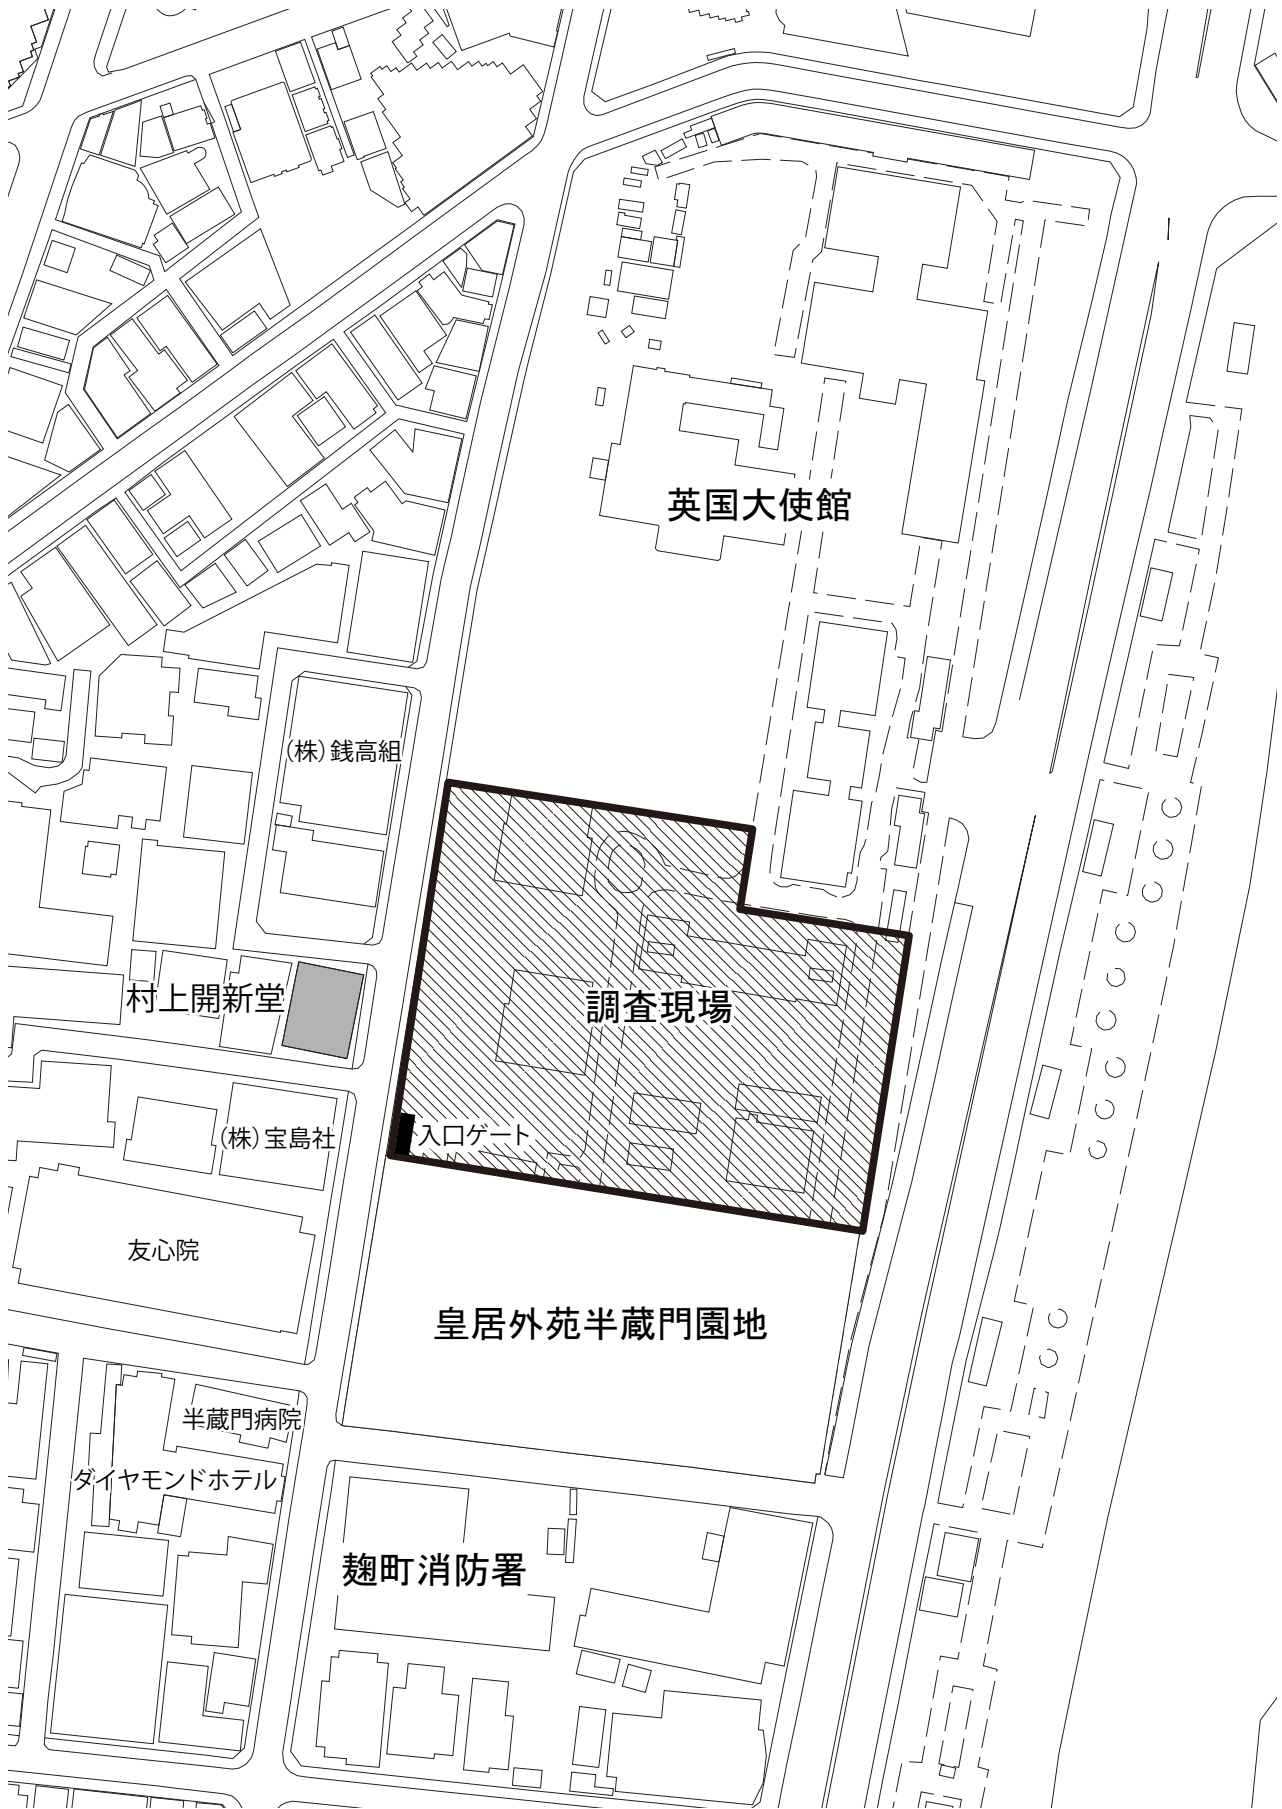 英国大使館
（株）銭高組
村上開新堂
調査現場
入口ゲート
（株）宝島社
友心院
皇居外苑半蔵門園地
半蔵門病院
ダイヤモンドホテル
麹町消防署